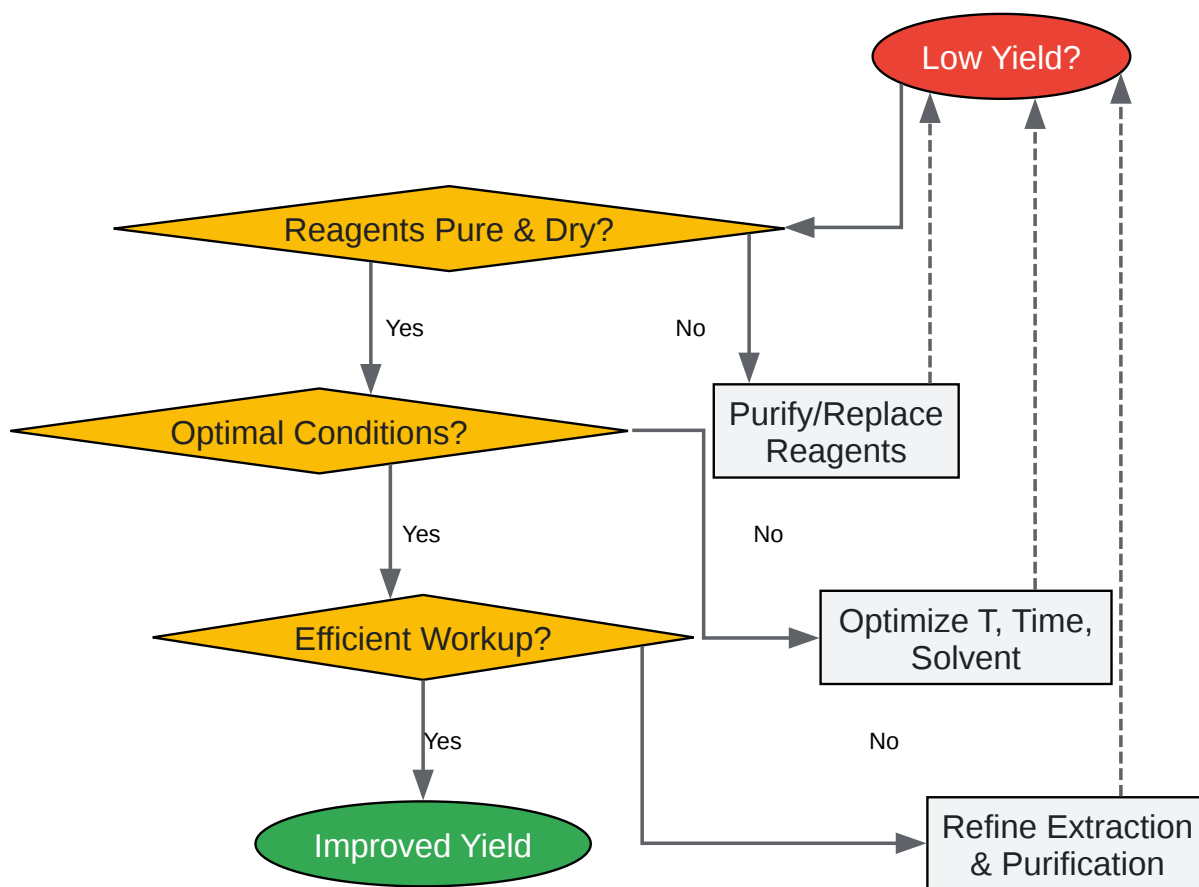 Low Yield?
Reagents Pure & Dry?
Yes
No
Purify/Replace
Reagents
Optimal Conditions?
Yes
No
Optimize T, Time,
Solvent
Efficient Workup?
Yes
No
Improved Yield
Refine Extraction
& Purification